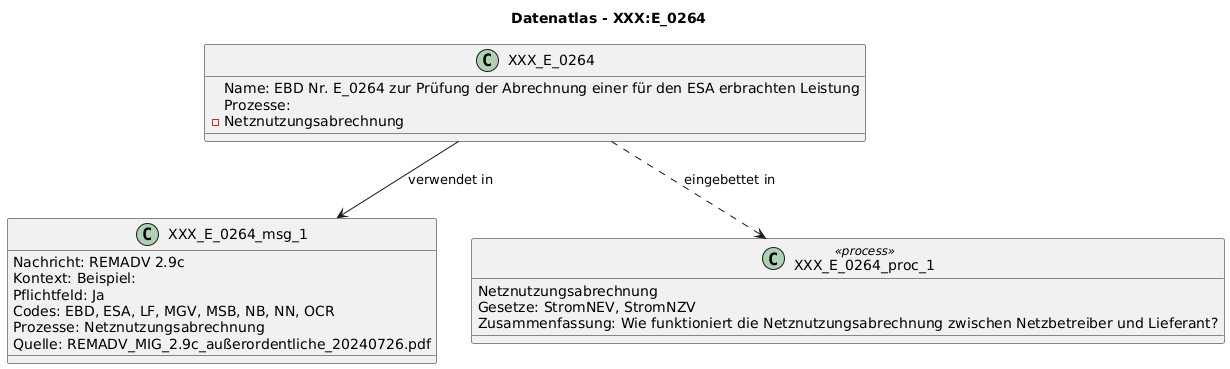 Datenatlas - XXX:E_0264
C XXX_E_0264
Name: EBD Nr. E_0264 zur Prüfung der Abrechnung einer für den ESA erbrachten Leistung
Prozesse:
Netznutzungsabrechnung
verwendet in
eingebettet in
C XXX_E_0264_msg_1
Nachricht: REMADV 2.9c
Kontext: Beispiel:
Pflichtfeld: Ja
Codes: EBD, ESA, LF, MGV, MSB, NB, NN, OCR
Prozesse: Netznutzungsabrechnung
Quelle: REMADV_MIG_2.9c_außerordentliche_20240726.pdf
«process»
C XXX_E_0264_proc_1
Netznutzungsabrechnung
Gesetze: StromNEV, StromNZV
Zusammenfassung: Wie funktioniert die Netznutzungsabrechnung zwischen Netzbetreiber und Lieferant?